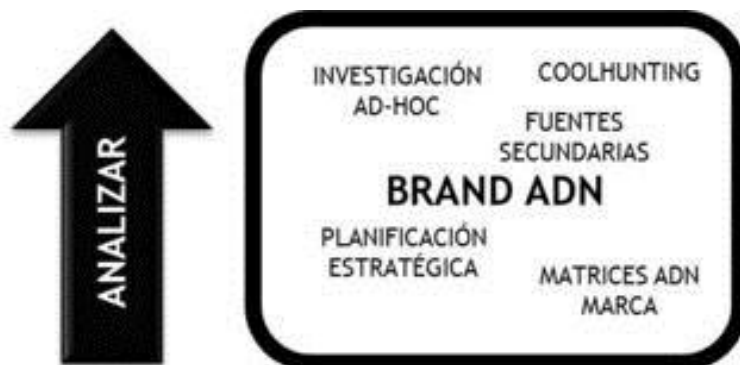 ANALIZAR
INVESTIGACIÓN
AD-HOC
COOLHUNTING
FUENTES
SECUNDARIAS
BRAND ADN
PLANIFICACIÓN
ESTRATÉGICA
MATRICES ADN
MARCA